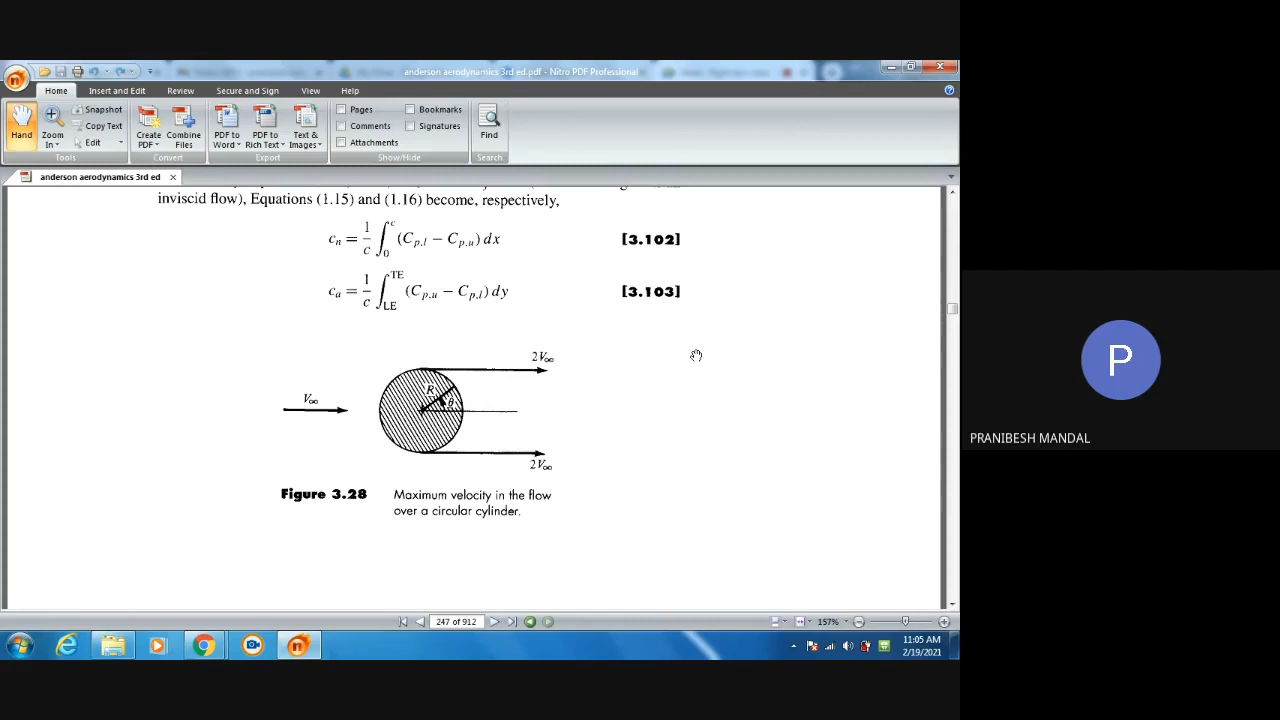 anderson aerodynamics 3rd ed.pdf - Nitro PDF Professional
Home Insert and Edit Review Secure and Sign View Help
Hand
Zoom In
Snapshot
Copy Text
Edit
Tools
Create PDF
Combine Files
Convert
PDF to Word
PDF to Rich Text
Text & Images
Export
Pages Bookmarks
Comments Signatures
Attachments
Show/Hide
Find
Search
anderson aerodynamics 3rd ed
inviscid flow), Equations (1.15) and (1.16) become, respectively,
c_n = 1/c ∫_0^c (C_{p,l} − C_{p,u}) dx [3.102]
c_a = 1/c ∫_LE^TE (C_{p,u} − C_{p,l}) dy [3.103]
2V∞
V∞
R
θ
2V∞
Figure 3.28 Maximum velocity in the flow
over a circular cylinder.
247 of 912
157%
11:05 AM
2/19/2021
P
PRANIBESH MANDAL